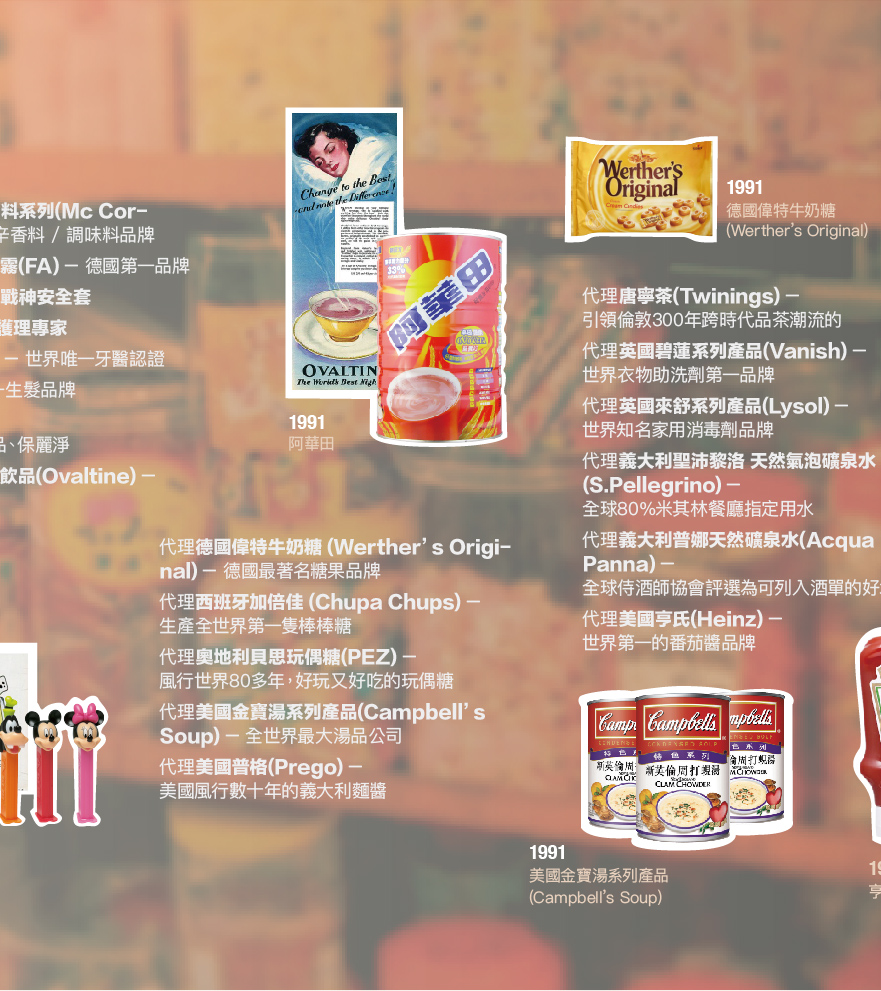 料系列(Mc Cor-
辛香料 / 調味料品牌
霧(FA) – 德國第一品牌
戰神安全套
護理專家
– 世界唯一牙醫認證
生髮品牌
品、保麗淨
飲品(Ovaltine) –
Change to the Best
and note the Difference!
OVALTIN
The World's Best Nigh
33%
阿華田
1991
阿華田
Werther's
Original
Cream Candies
1991
德國偉特牛奶糖
(Werther's Original)
代理德國偉特牛奶糖 (Werther’s Origi-
nal) – 德國最著名糖果品牌
代理西班牙加倍佳 (Chupa Chups) –
生產全世界第一隻棒棒糖
代理奧地利貝思玩偶糖(PEZ) –
風行世界80多年，好玩又好吃的玩偶糖
代理美國金寶湯系列產品(Campbell’s
Soup) – 全世界最大湯品公司
代理美國普格(Prego) –
美國風行數十年的義大利麵醬
代理唐寧茶(Twinings) –
引領倫敦300年跨時代品茶潮流的
代理英國碧蓮系列產品(Vanish) –
世界衣物助洗劑第一品牌
代理英國來舒系列產品(Lysol) –
世界知名家用消毒劑品牌
代理義大利聖沛黎洛 天然氣泡礦泉水
(S.Pellegrino) –
全球80%米其林餐廳指定用水
代理義大利普娜天然礦泉水(Acqua
Panna) –
全球侍酒師協會評選為可列入酒單的好
代理美國亨氏(Heinz) –
世界第一的番茄醬品牌
Campbell's
CONDENSED SOUP
特色系列
新英倫周打蜆湯
NEW ENGLAND
CLAM CHOWDER
1991
美國金寶湯系列產品
(Campbell's Soup)
19
亨